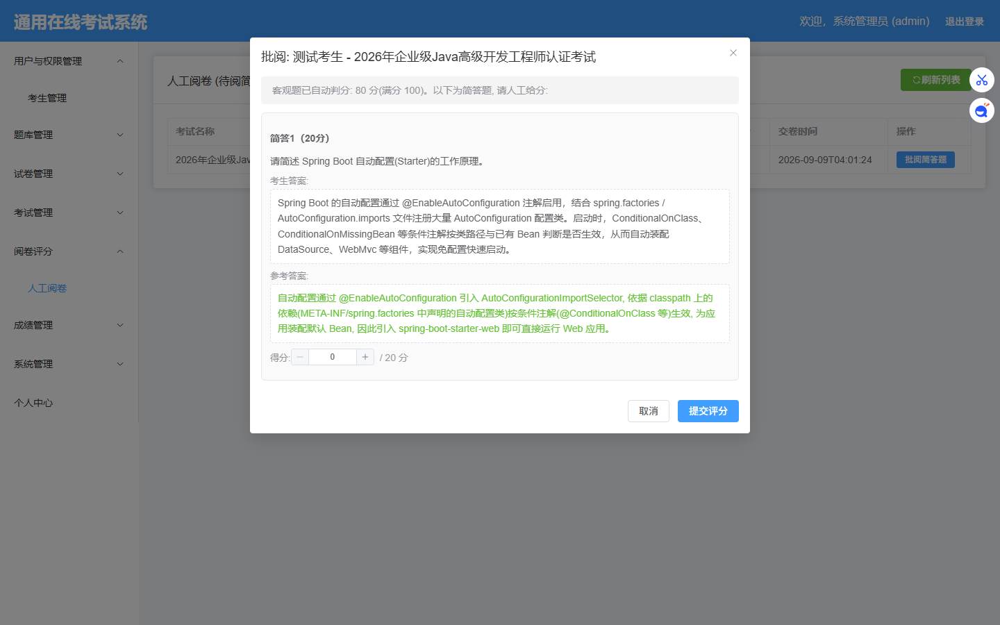 通用在线考试系统
欢迎，系统管理员 (admin)
退出登录
用户与权限管理
考生管理
题库管理
试卷管理
考试管理
阅卷评分
人工阅卷
成绩管理
系统管理
个人中心
人工阅卷 (待阅简
刷新列表
考试名称
交卷时间
操作
2026年企业级Jav
2026-09-09T04:01:24
批阅简答题
批阅: 测试考生 - 2026年企业级Java高级开发工程师认证考试
客观题已自动判分: 80 分(满分 100)。以下为简答题, 请人工给分:
简答1（20分）
请简述 Spring Boot 自动配置(Starter)的工作原理。
考生答案:
Spring Boot 的自动配置通过 @EnableAutoConfiguration 注解启用，结合 spring.factories /
AutoConfiguration.imports 文件注册大量 AutoConfiguration 配置类。启动时，ConditionalOnClass、
ConditionalOnMissingBean 等条件注解按类路径与已有 Bean 判断是否生效，从而自动装配
DataSource、WebMvc 等组件，实现免配置快速启动。
参考答案:
自动配置通过 @EnableAutoConfiguration 引入 AutoConfigurationImportSelector, 依据 classpath 上的
依赖(META-INF/spring.factories 中声明的自动配置类)按条件注解(@ConditionalOnClass 等)生效, 为应
用装配默认 Bean, 因此引入 spring-boot-starter-web 即可直接运行 Web 应用。
得分: 0 / 20 分
取消
提交评分